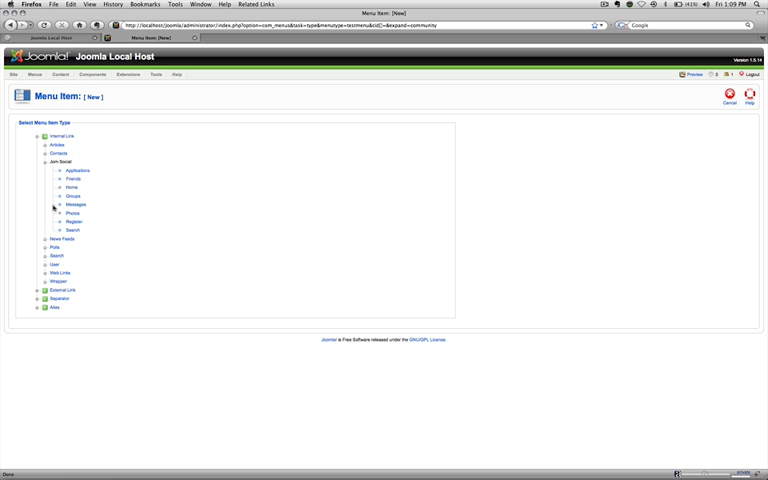 Firefox File Edit View History Bookmarks Tools Window Help Related Links Fri 1:09 PM
Menu Item: [New]
http://localhost/joomla/administrator/index.php?option=com_menus&task=type&menutype=testmenu&cid[]=&expand=community
Google
Joomla Local Host
Menu Item: [New]
Joomla! Joomla Local Host
Version 1.5.14
Site Menus Content Components Extensions Tools Help
Preview 0 1 Logout
Menu Item: [ New ]
Cancel Help
Select Menu Item Type
Internal Link
Articles
Contacts
Jom Social
Applications
Friends
Home
Groups
Messages
Photos
Register
Search
News Feeds
Polls
Search
User
Web Links
Wrapper
External Link
Separator
Alias
Joomla! is Free Software released under the GNU/GPL License.
Done